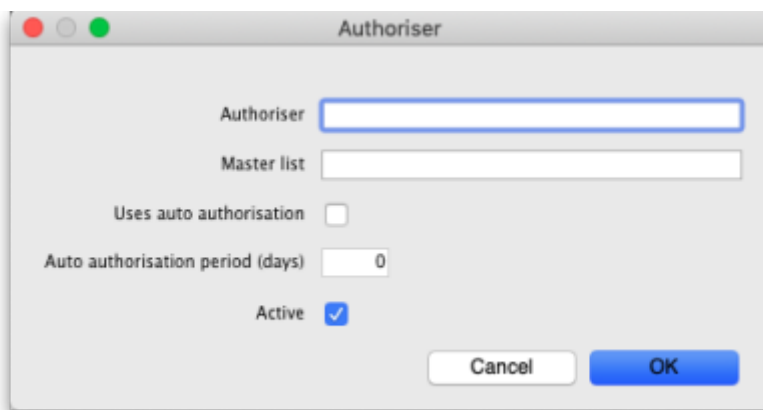 Authoriser
Authoriser
Master list
Uses auto authorisation
Auto authorisation period (days) 0
Active
Cancel OK